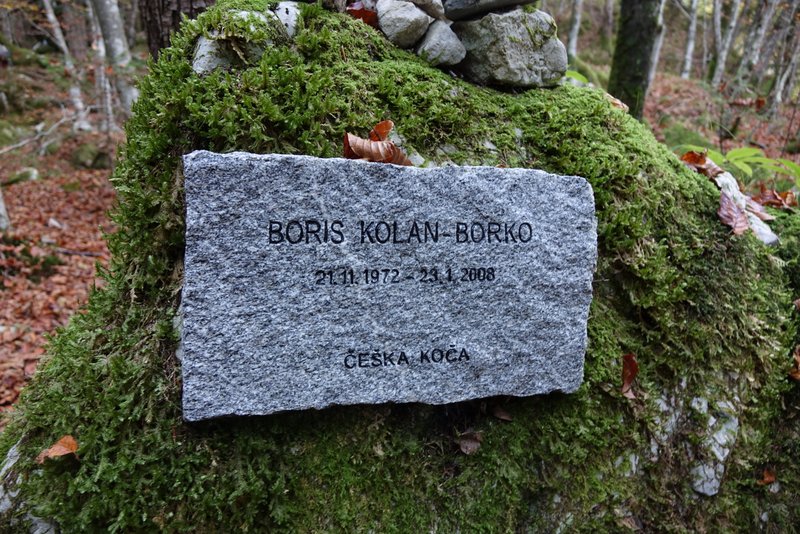 BORIS KOLAN-BORKO
21.11.1972 - 23.1.2008
ČEŠKA KOČA